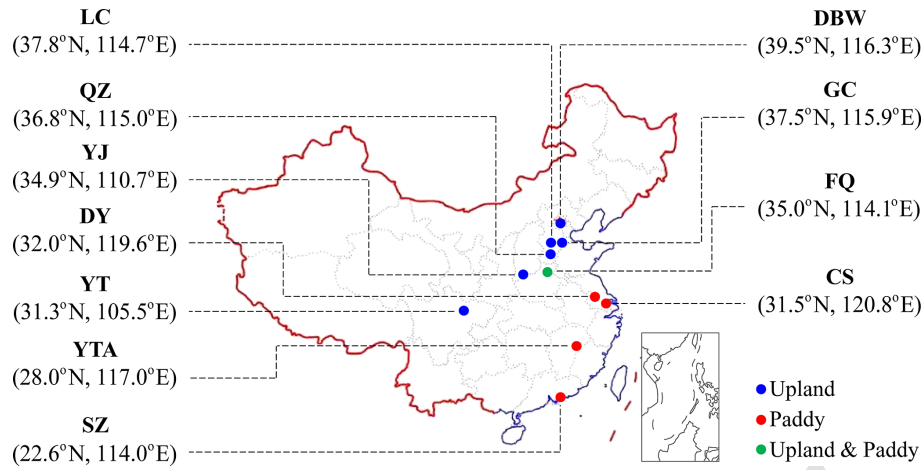 LC
(37.8°N, 114.7°E)
QZ
(36.8°N, 115.0°E)
YJ
(34.9°N, 110.7°E)
DY
(32.0°N, 119.6°E)
YT
(31.3°N, 105.5°E)
YTA
(28.0°N, 117.0°E)
SZ
(22.6°N, 114.0°E)
DBW
(39.5°N, 116.3°E)
GC
(37.5°N, 115.9°E)
FQ
(35.0°N, 114.1°E)
CS
(31.5°N, 120.8°E)
Upland
Paddy
Upland & Paddy